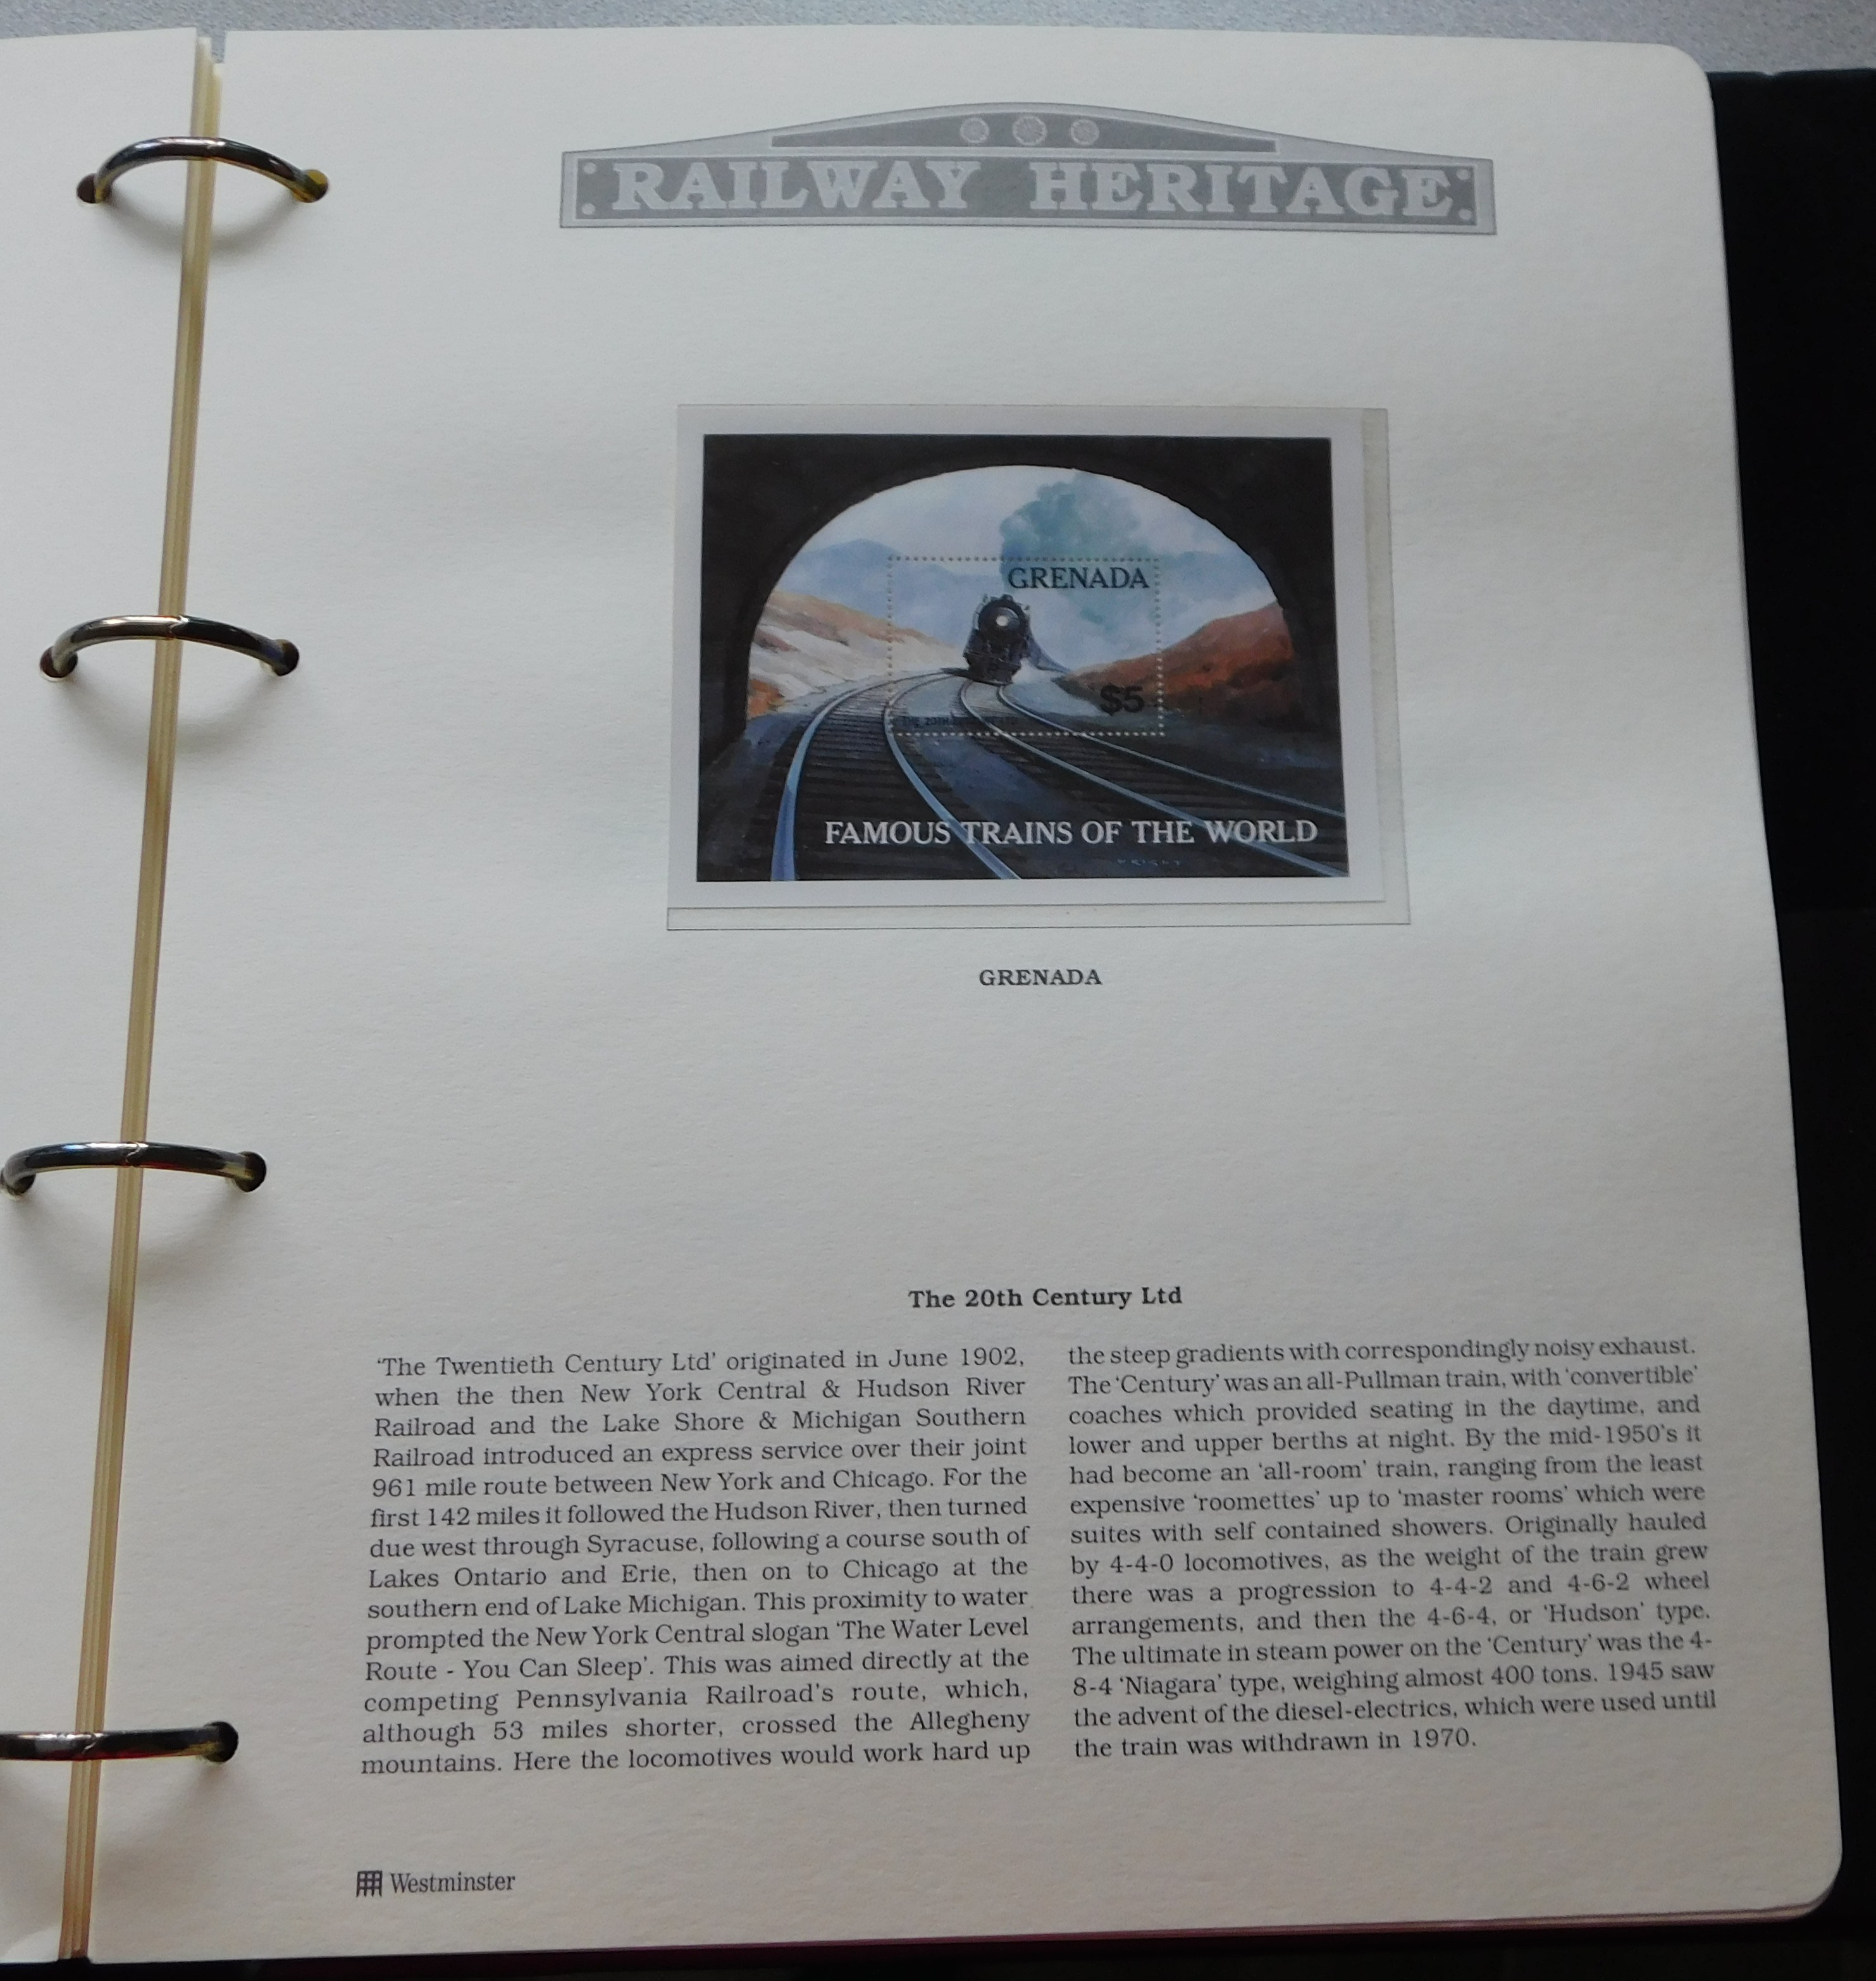 RAILWAY HERITAGE
GRENADA
$5
THE 20TH CENTURY LTD
FAMOUS TRAINS OF THE WORLD
WRIGHT
GRENADA
The 20th Century Ltd
‘The Twentieth Century Ltd’ originated in June 1902,
when the then New York Central & Hudson River
Railroad and the Lake Shore & Michigan Southern
Railroad introduced an express service over their joint
961 mile route between New York and Chicago. For the
first 142 miles it followed the Hudson River, then turned
due west through Syracuse, following a course south of
Lakes Ontario and Erie, then on to Chicago at the
southern end of Lake Michigan. This proximity to water
prompted the New York Central slogan ‘The Water Level
Route - You Can Sleep’. This was aimed directly at the
competing Pennsylvania Railroad's route, which,
although 53 miles shorter, crossed the Allegheny
mountains. Here the locomotives would work hard up
the steep gradients with correspondingly noisy exhaust.
The ‘Century’ was an all-Pullman train, with ‘convertible’
coaches which provided seating in the daytime, and
lower and upper berths at night. By the mid-1950's it
had become an ‘all-room’ train, ranging from the least
expensive ‘roomettes’ up to ‘master rooms’ which were
suites with self contained showers. Originally hauled
by 4-4-0 locomotives, as the weight of the train grew
there was a progression to 4-4-2 and 4-6-2 wheel
arrangements, and then the 4-6-4, or ‘Hudson’ type.
The ultimate in steam power on the ‘Century’ was the 4-
8-4 ‘Niagara’ type, weighing almost 400 tons. 1945 saw
the advent of the diesel-electrics, which were used until
the train was withdrawn in 1970.
Westminster